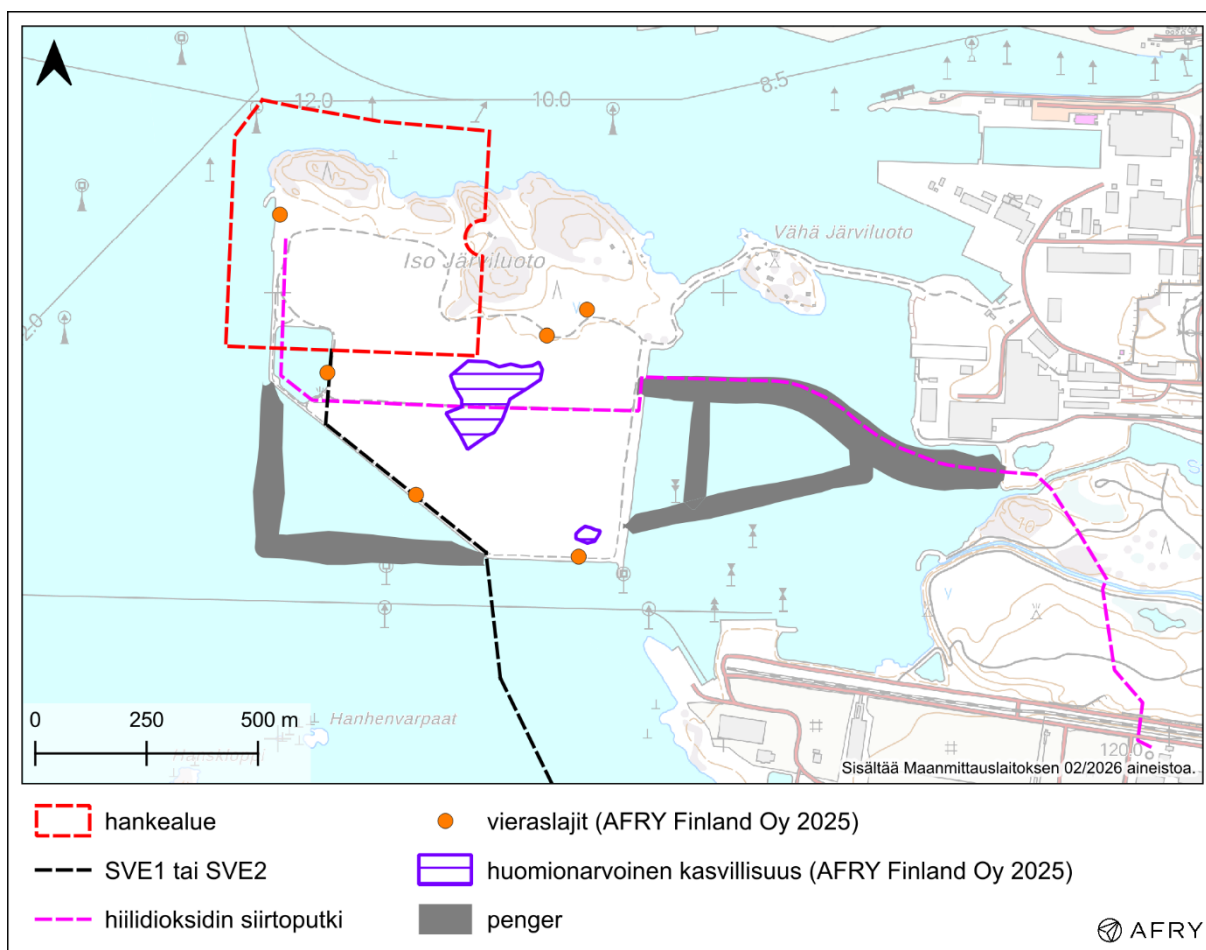 12.0
10.0
8.5
Vähä Järviluoto
Iso Järviluoto
2.0
10
y
0 250 500 m
Hanhenvarpaat
Hanskloppi
120.0
Sisältää Maanmittauslaitoksen 02/2026 aineistoa.
hankealue
vieraslajit (AFRY Finland Oy 2025)
SVE1 tai SVE2
huomionarvoinen kasvillisuus (AFRY Finland Oy 2025)
hiilidioksidin siirtoputki
penger
AFRY